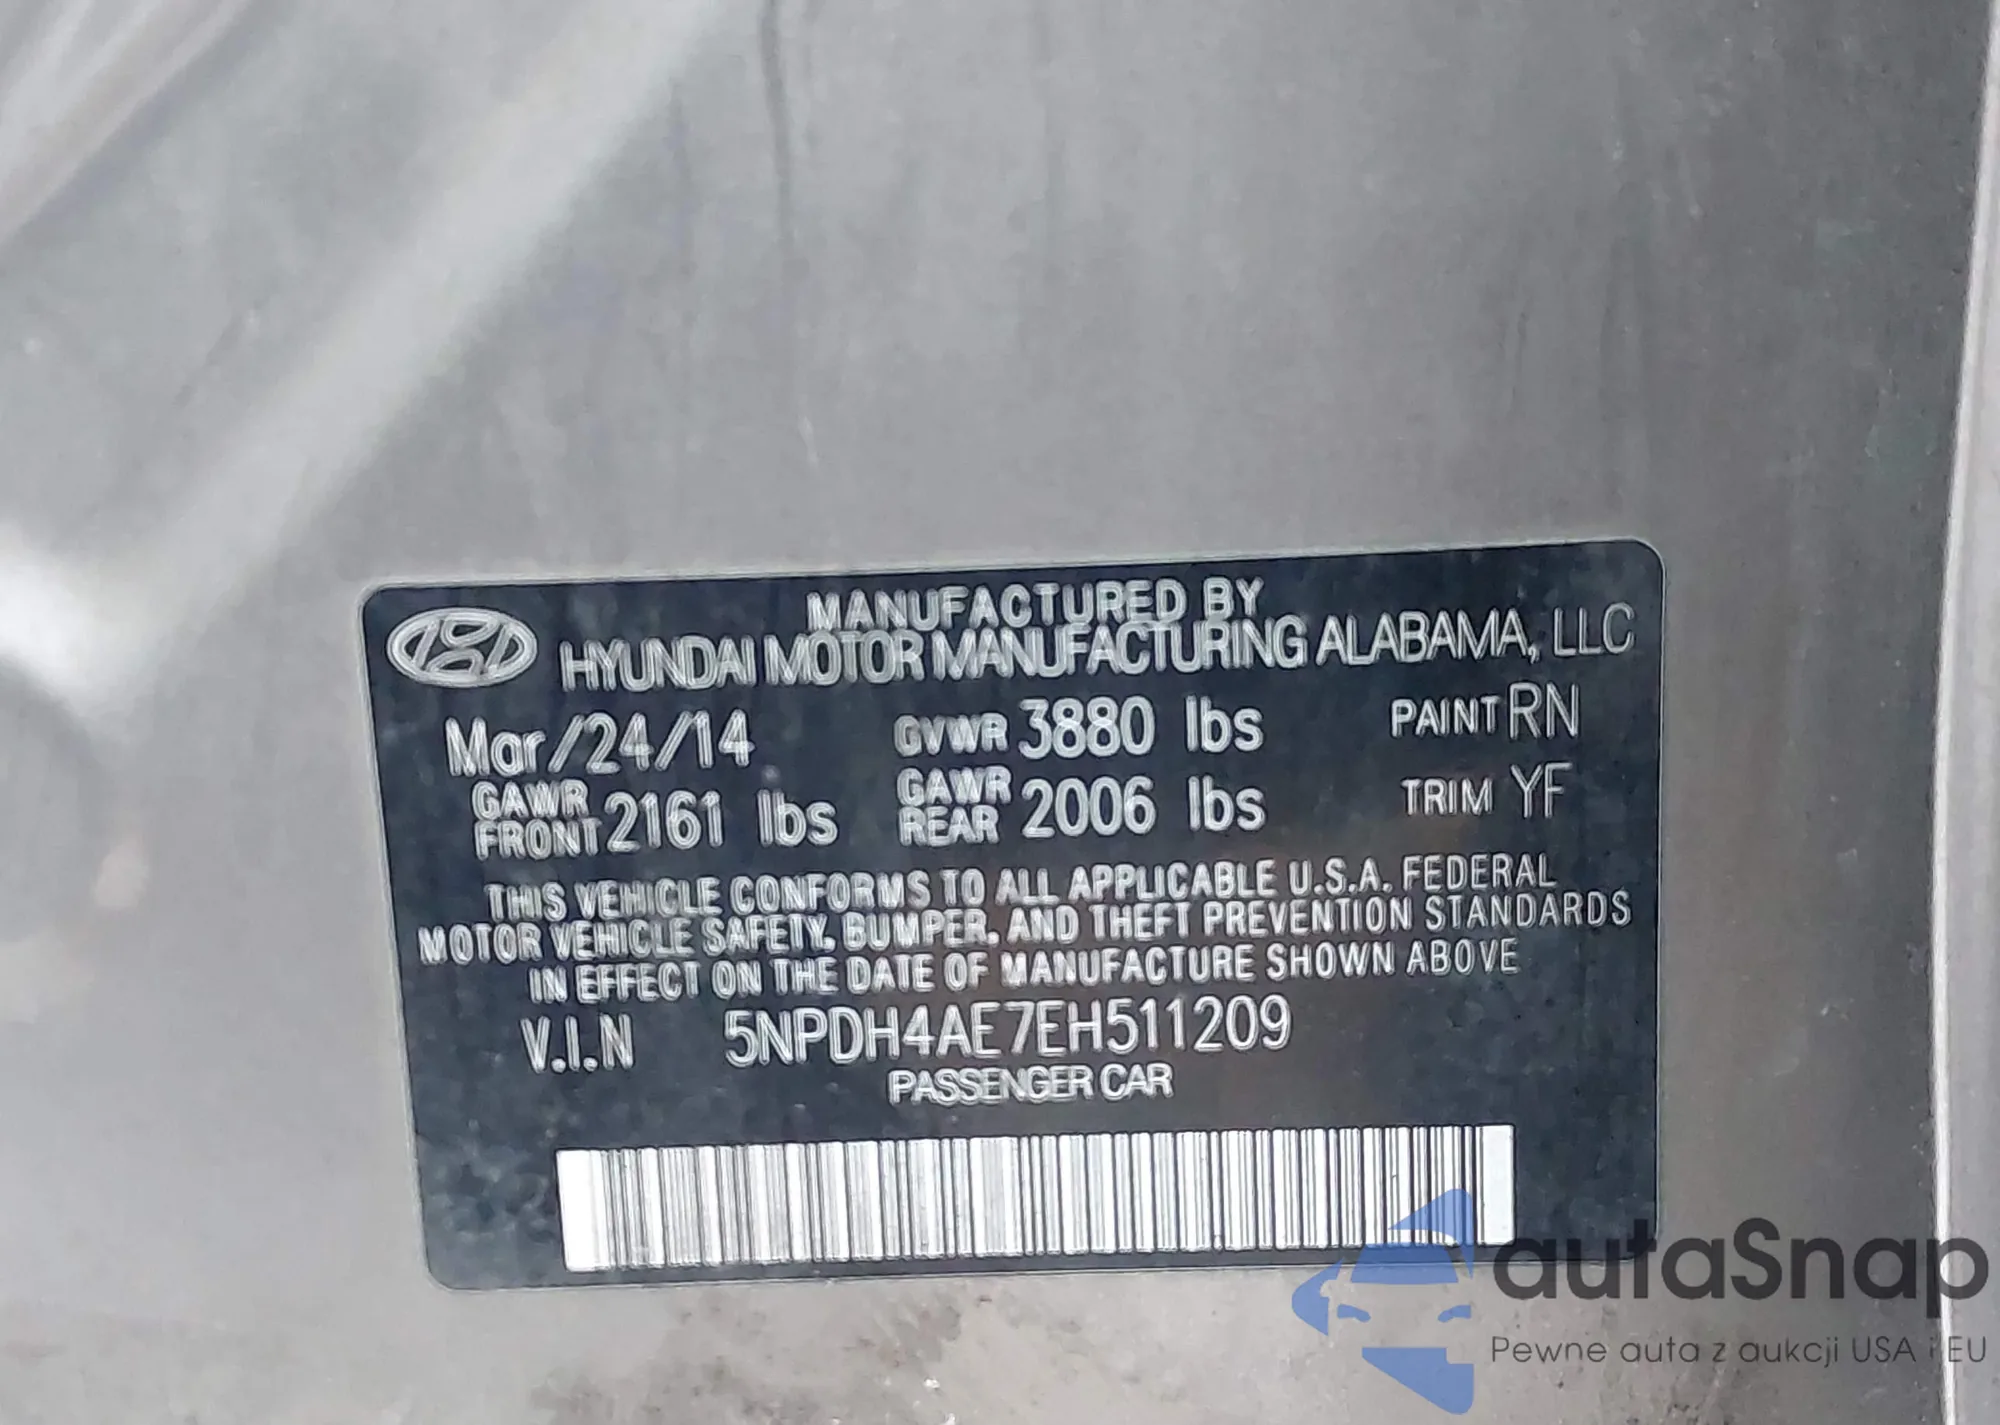 MANUFACTURED BY
HYUNDAI MOTOR MANUFACTURING ALABAMA, LLC
Mar/24/14 GVWR 3880 lbs PAINT RN
GAWR FRONT 2161 lbs GAWR REAR 2006 lbs TRIM YF
THIS VEHICLE CONFORMS TO ALL APPLICABLE U.S.A. FEDERAL
MOTOR VEHICLE SAFETY, BUMPER, AND THEFT PREVENTION STANDARDS
IN EFFECT ON THE DATE OF MANUFACTURE SHOWN ABOVE
V.I.N 5NPDH4AE7EH511209
PASSENGER CAR
autaSnap
Pewne auta z aukcji USA i EU